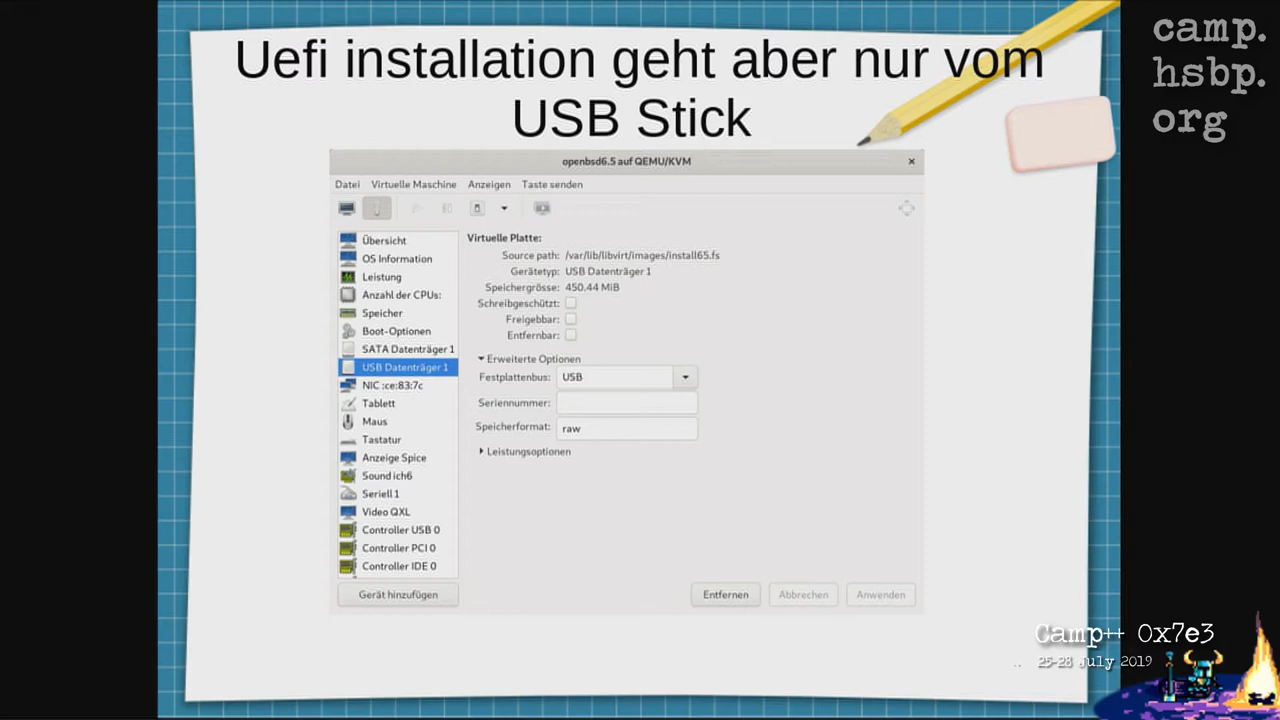 Uefi installation geht aber nur vom
USB Stick
camp.
hsbp.
org
openbsd6.5 auf QEMU/KVM
Datei Virtuelle Maschine Anzeigen Taste senden
Übersicht
OS Information
Leistung
Anzahl der CPUs:
Speicher
Boot-Optionen
SATA Datenträger 1
USB Datenträger 1
NIC :ce:83:7c
Tablett
Maus
Tastatur
Anzeige Spice
Sound ich6
Seriell 1
Video QXL
Controller USB 0
Controller PCI 0
Controller IDE 0
Gerät hinzufügen
Virtuelle Platte:
Source path: /var/lib/libvirt/images/install65.fs
Gerätetyp: USB Datenträger 1
Speichergrösse: 450.44 MiB
Schreibgeschützt:
Freigebbar:
Entfernbar:
Erweiterte Optionen
Festplattenbus: USB
Seriennummer:
Speicherformat: raw
Leistungsoptionen
Entfernen Abbrechen Anwenden
Camp++ 0x7e3
25-28 July 2019